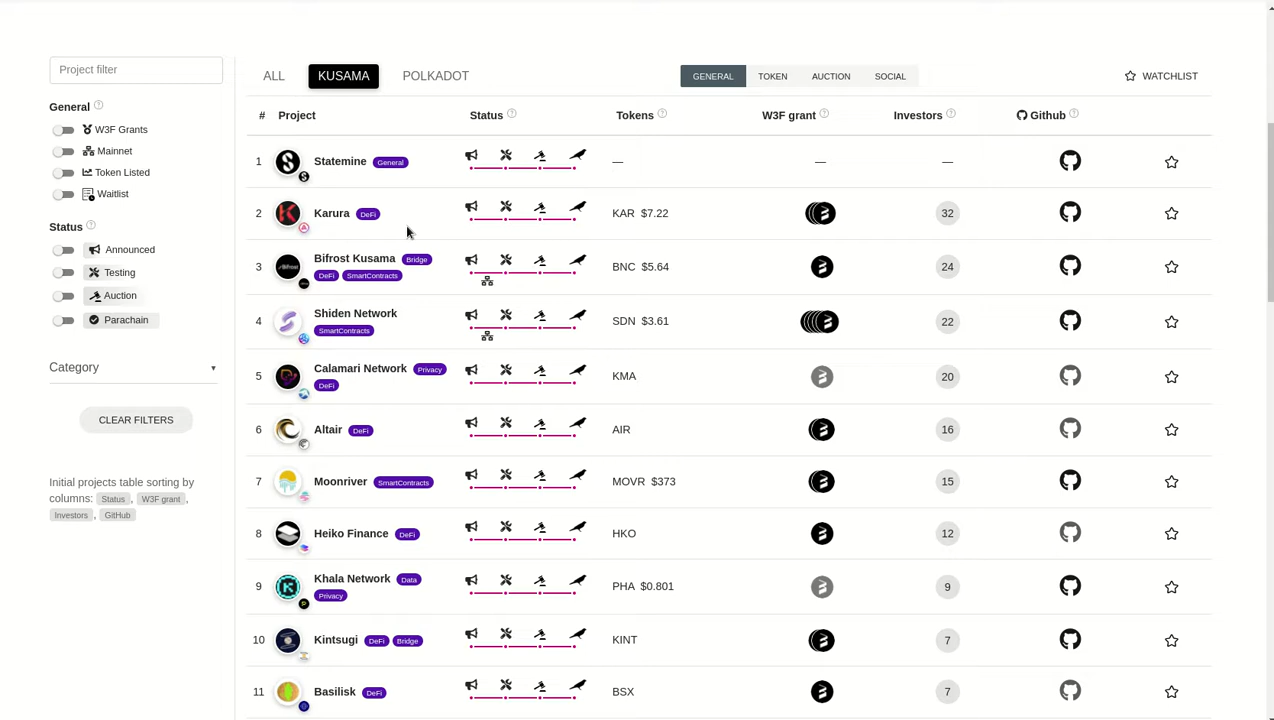 Project filter
General
W3F Grants
Mainnet
Token Listed
Waitlist
Status
Announced
Testing
Auction
Parachain
Category
CLEAR FILTERS
Initial projects table sorting by
columns: Status, W3F grant,
Investors, GitHub
ALL KUSAMA POLKADOT GENERAL TOKEN AUCTION SOCIAL WATCHLIST
# Project Status Tokens W3F grant Investors Github
1 Statemine General — — —
2 Karura DeFi KAR $7.22 32
3 Bifrost Kusama Bridge BNC $5.64 24
DeFi SmartContracts
4 Shiden Network SDN $3.61 22
SmartContracts
5 Calamari Network Privacy KMA 20
DeFi
6 Altair DeFi AIR 16
7 Moonriver SmartContracts MOVR $373 15
8 Heiko Finance DeFi HKO 12
9 Khala Network Data PHA $0.801 9
Privacy
10 Kintsugi DeFi Bridge KINT 7
11 Basilisk DeFi BSX 7